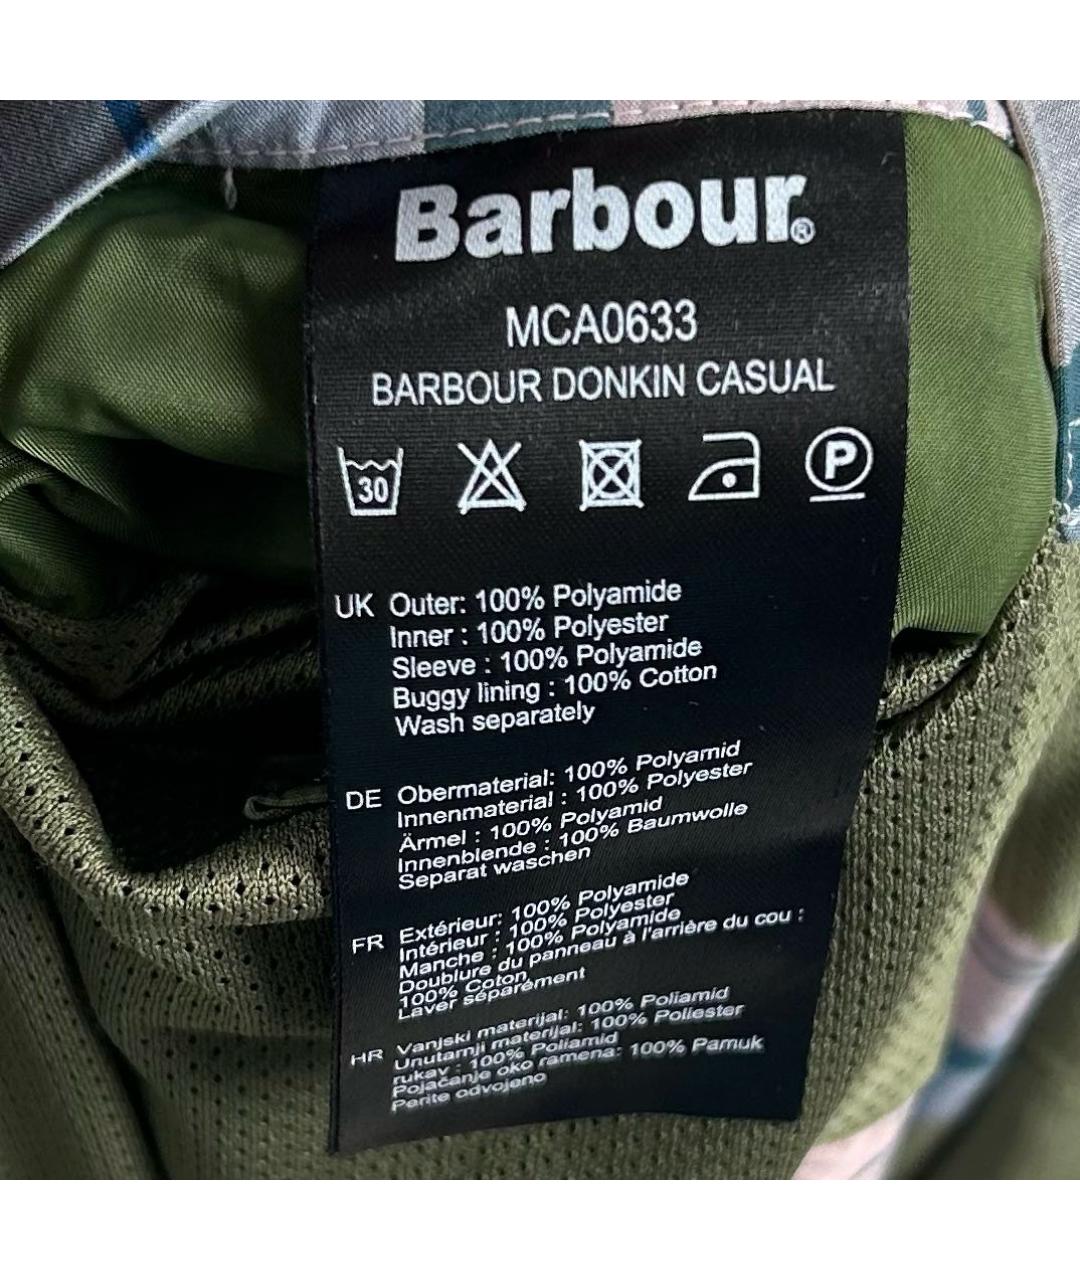 Barbour®
MCA0633
BARBOUR DONKIN CASUAL
30 P
UK Outer: 100% Polyamide
Inner : 100% Polyester
Sleeve : 100% Polyamide
Buggy lining : 100% Cotton
Wash separately
DE Obermaterial: 100% Polyamid
Innenmaterial : 100% Polyester
Ärmel : 100% Polyamid
Innenblende : 100% Baumwolle
Separat waschen
FR Extérieur: 100% Polyamide
Intérieur : 100% Polyester
Manche : 100% Polyamide
Doublure du panneau à l'arrière du cou :
100% Coton
Laver séparément
HR Vanjski materijal: 100% Poliamid
Unutarnji materijal: 100% Poliester
rukav : 100% Poliamid
Pojačanje oko ramena: 100% Pamuk
Perite odvojeno